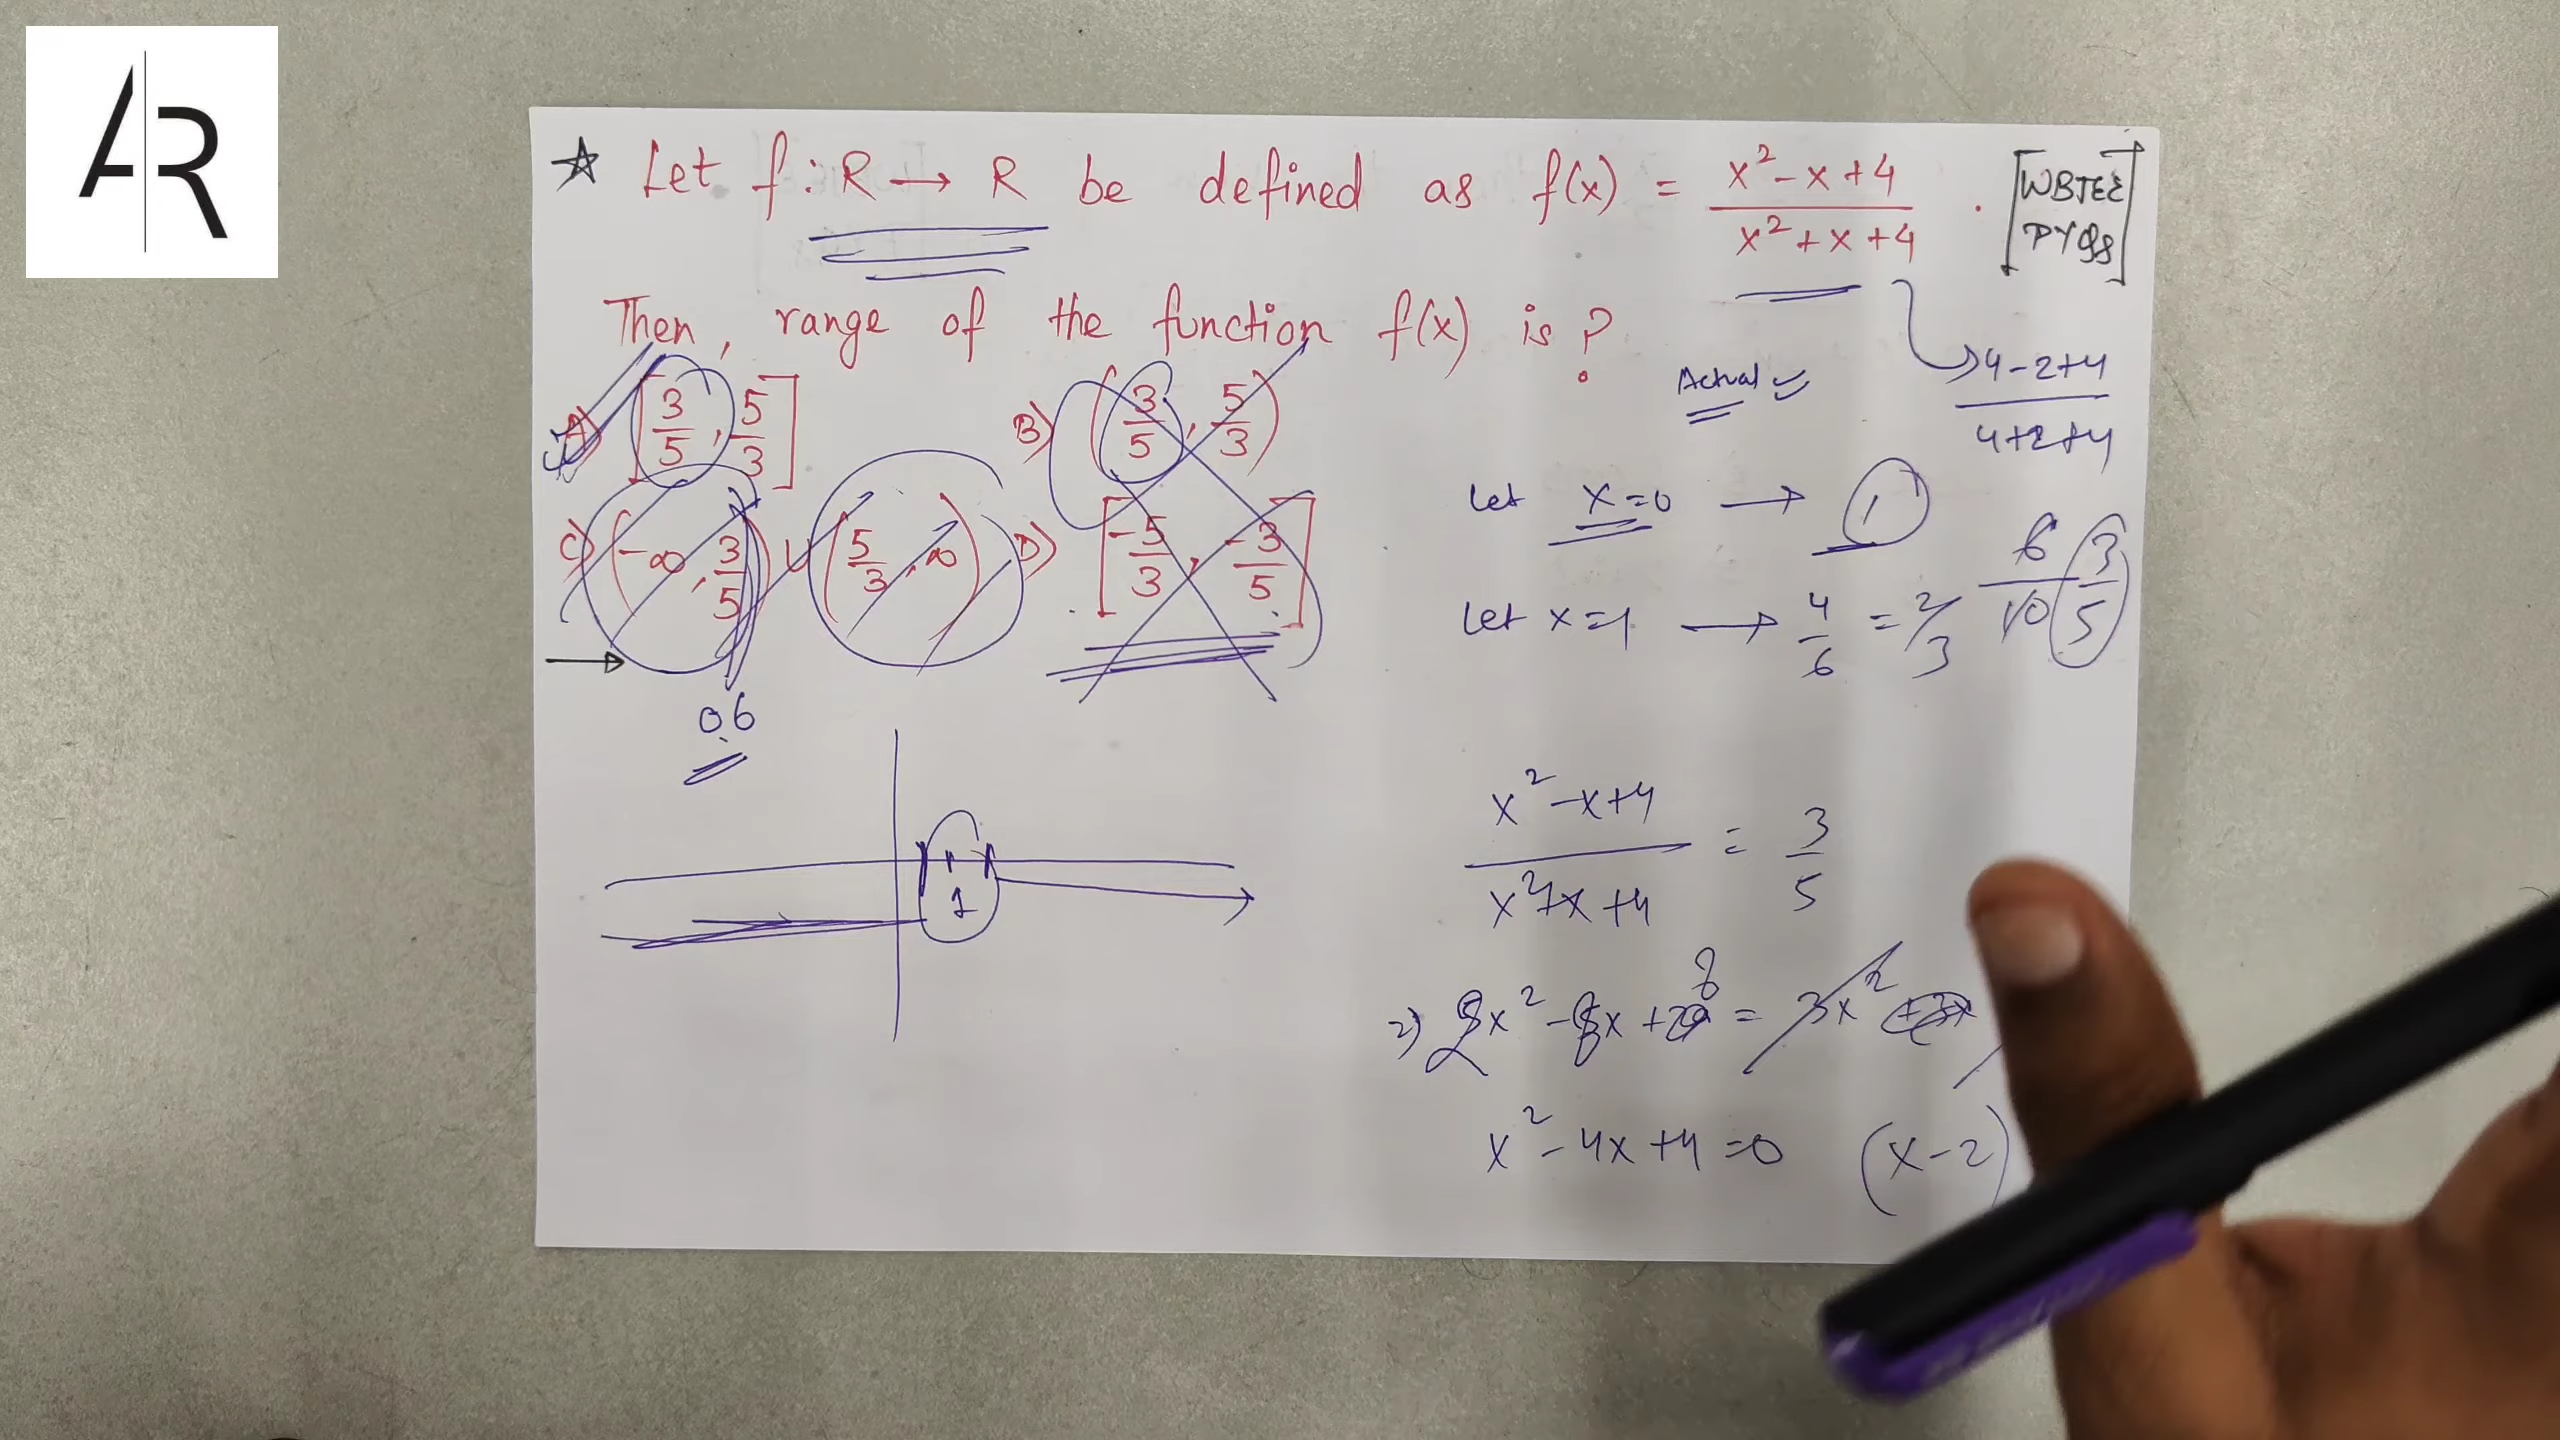 AR
☆ Let f : R → R be defined as f(x) = (x² - x + 4) / (x² + x + 4) .
[WBJEE PYQs]
Then, range of the function f(x) is ?
A) [3/5, 5/3] B) (3/5, 5/3)
C) (-∞, 3/5) ∪ (5/3, ∞) D) [-5/3, -3/5]
0.6
1
Actual
4-2+4 / 4+2+4
Let x=0 → 1
6/10 3/5
Let x=1 → 4/6 = 2/3
x²-x+4 / x²+x+4 = 3/5
x² - 4x + 4 = 0 (x-2)